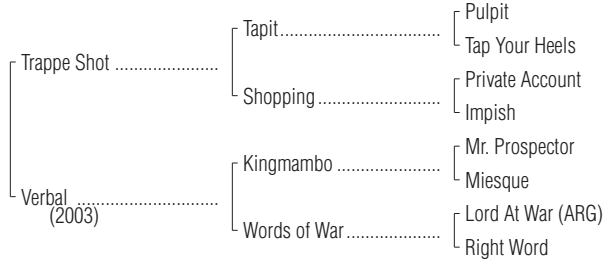 Pulpit
Tapit
Tap Your Heels
Trappe Shot
Private Account
Shopping
Impish
Mr. Prospector
Kingmambo
Miesque
Verbal
(2003)
Lord At War (ARG)
Words of War
Right Word